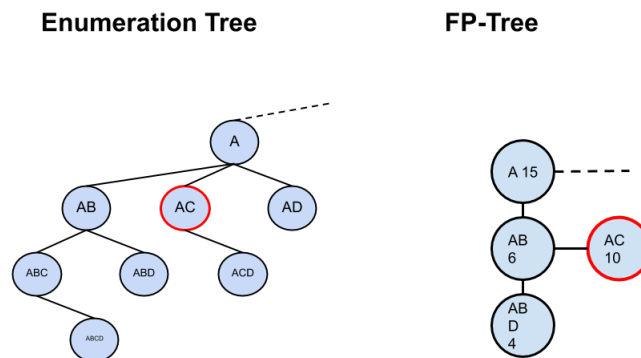 Enumeration Tree
FP-Tree
A
AB
AC
AD
ABC
ABD
ACD
ABCD
A 15
AB
6
AC
10
AB
D
4